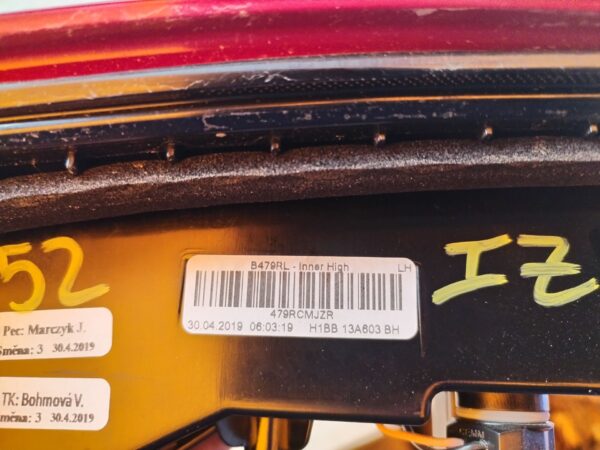 B479RL - Inner High LH
52
IZ
479RCMJZR
30.04.2019 06:03:19 H1BB 13A603 BH
Pec: Marczyk J.
Směna: 3 30.4.2019
TK: Bohmová V.
měna: 3 30.4.2019